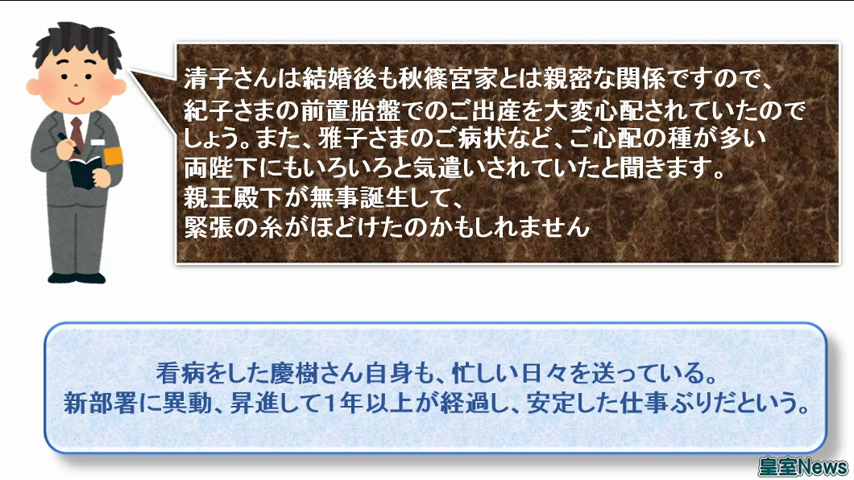 清子さんは結婚後も秋篠宮家とは親密な関係ですので、
紀子さまの前置胎盤でのご出産を大変心配されていたので
しょう。また、雅子さまのご病状など、ご心配の種が多い
両陛下にもいろいろと気遣いされていたと聞きます。
親王殿下が無事誕生して、
緊張の糸がほどけたのかもしれません
看病をした慶樹さん自身も、忙しい日々を送っている。
新部署に異動、昇進して１年以上が経過し、安定した仕事ぶりだという。
皇室News